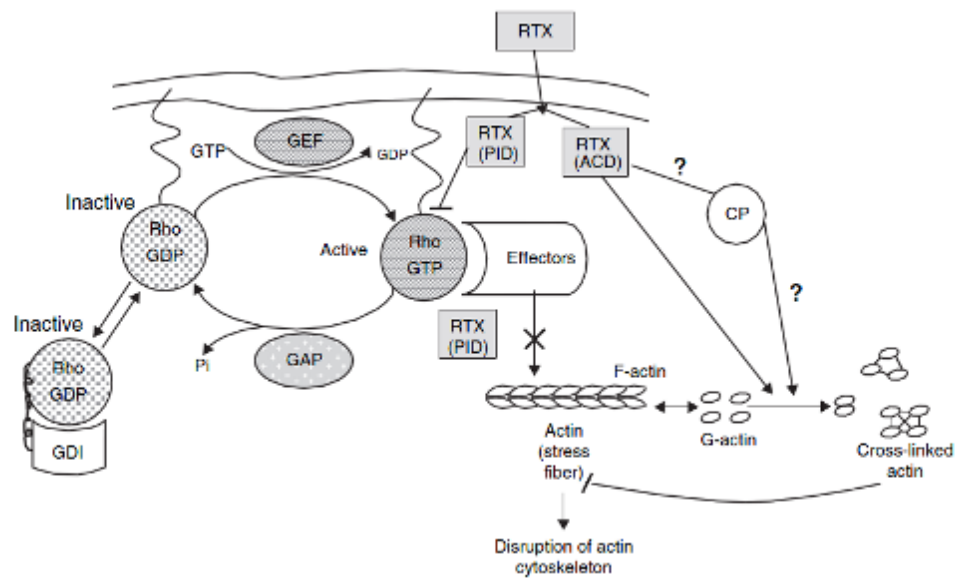 RTX
RTX
(PID)
RTX
(ACD)
?
CP
GEF
GTP
GDP
Inactive
Rho
GDP
Active
Rho
GTP
Effectors
?
Inactive
Rho
GDP
GDI
Pi
GAP
RTX
(PID)
F-actin
G-actin
Actin
(stress
fiber)
Cross-linked
actin
Disruption of actin
cytoskeleton